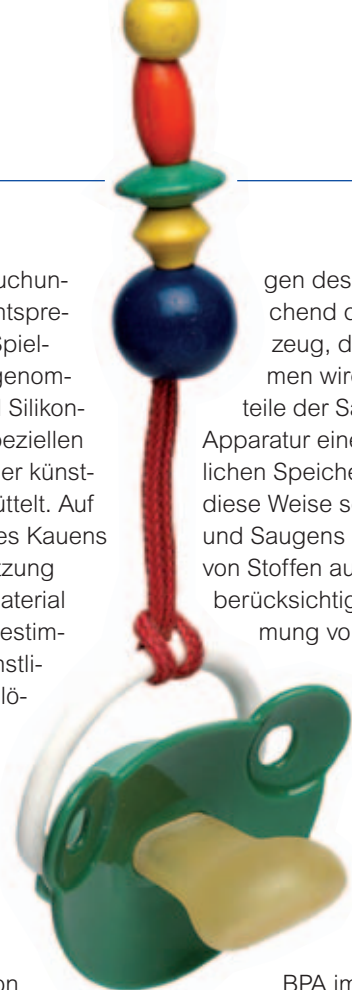 uchun- gen des
ntspre- chend d
Spiel- zeug, d
genom- men wird
Silikon- teile der Sa
peziellen Apparatur eine
er künst- lichen Speiche
üttelt. Auf diese Weise s
es Kauens und Saugens
tzung von Stoffen au
aterial berücksichtig
estim- mung vo
nstli-
lö-
on BPA im